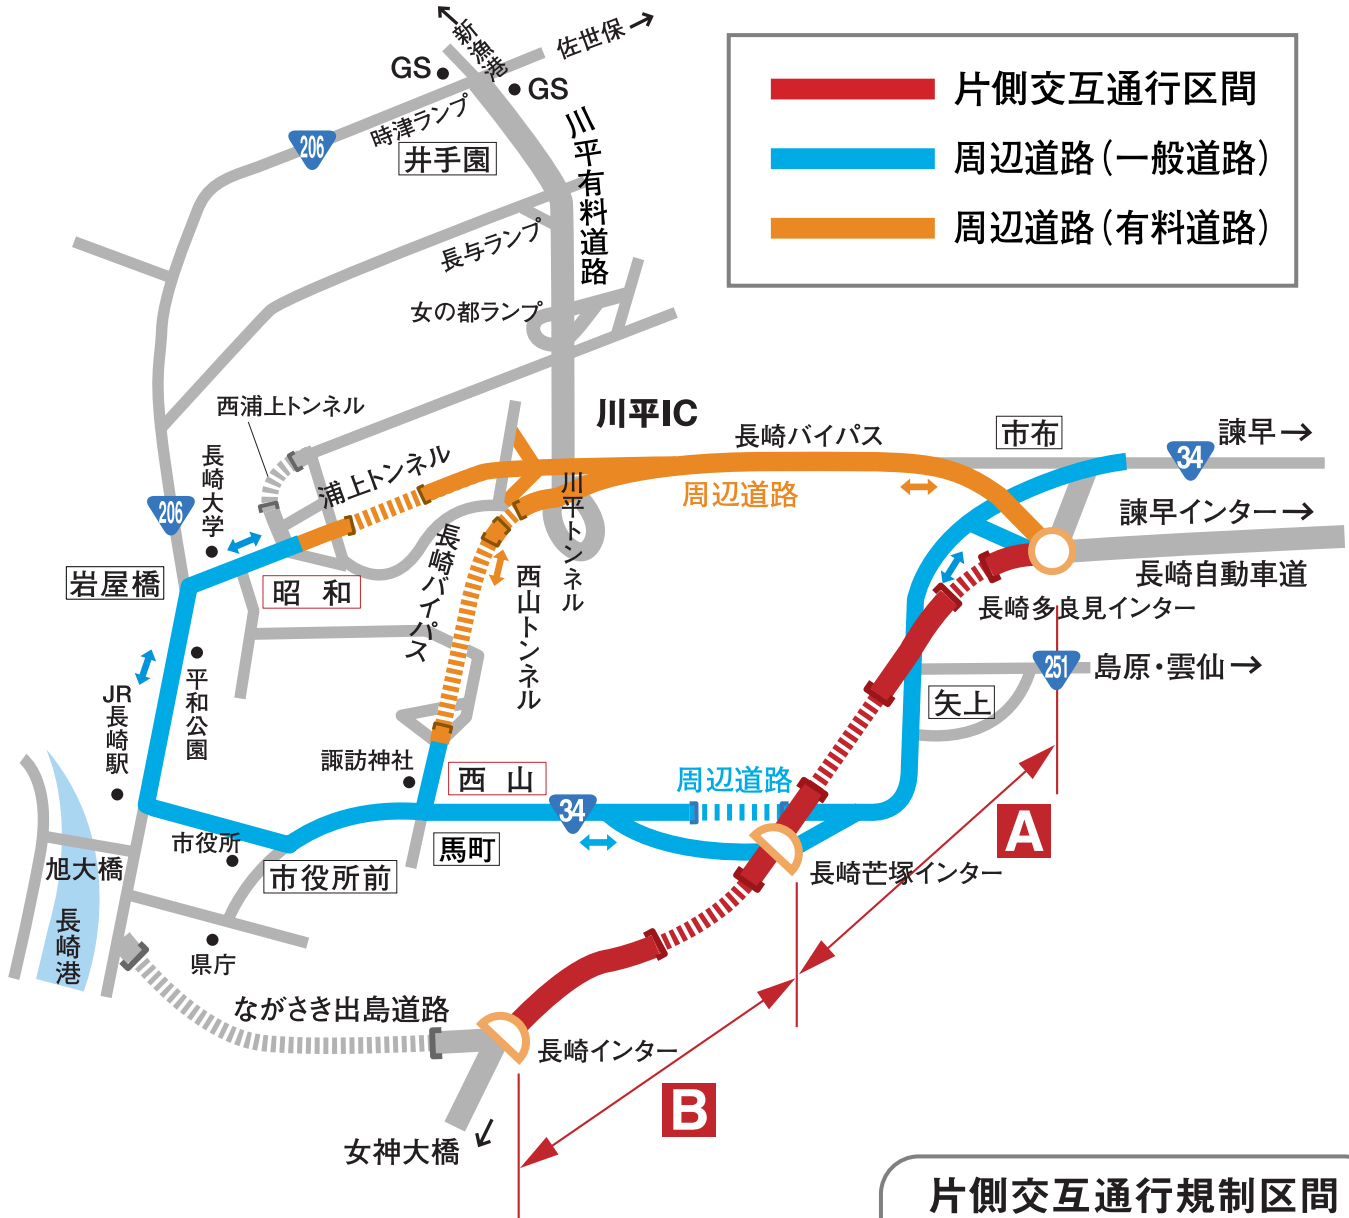 新漁港
佐世保
GS
GS
206
時津ランプ
井手園
川平有料道路
長与ランプ
女の都ランプ
片側交互通行区間
周辺道路(一般道路)
周辺道路(有料道路)
西浦上トンネル
川平IC
長崎バイパス
市布
34
諫早
長崎大学
浦上トンネル
周辺道路
川平トンネル
206
諫早インター
長崎自動車道
岩屋橋
昭和
長崎バイパス
西山トンネル
長崎多良見インター
251
島原・雲仙
矢上
平和公園
JR長崎駅
諏訪神社
西山
周辺道路
34
A
市役所
馬町
旭大橋
市役所前
長崎芒塚インター
長崎港
県庁
ながさき出島道路
長崎インター
B
女神大橋
片側交互通行規制区間